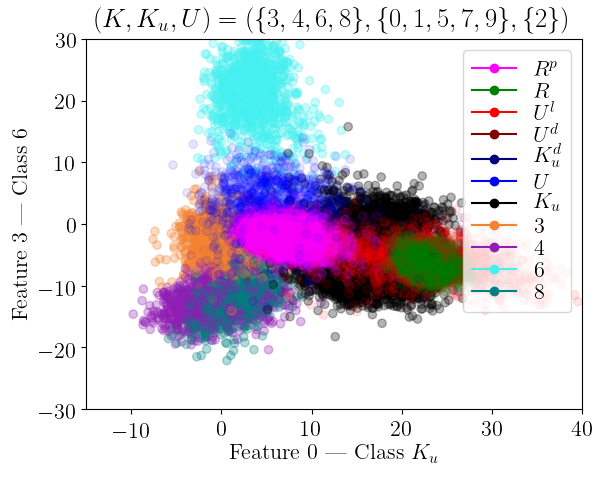 (K, K_u, U) = ({3, 4, 6, 8}, {0, 1, 5, 7, 9}, {2})
30
20
10
0
−10
−20
−30
Feature 3 — Class 6
R^p
R
U^l
U^d
K_u^d
U
K_u
3
4
6
8
−10
0
10
20
30
40
Feature 0 — Class K_u